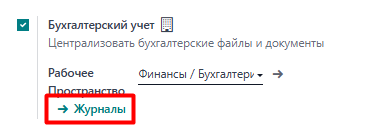 Бухгалтерский учет
Централизовать бухгалтерские файлы и документы
Рабочее Пространство
Финансы / Бухгалтери
Журналы